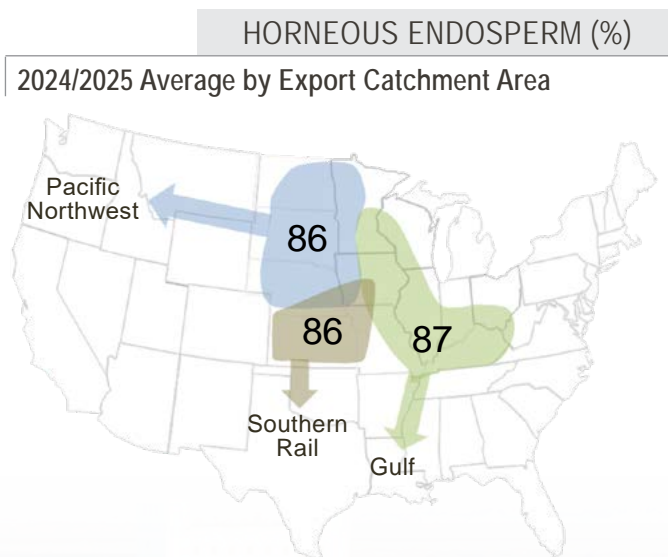 HORNEOUS ENDOSPERM (%)
2024/2025 Average by Export Catchment Area
Pacific
Northwest
86
86
87
Southern
Rail
Gulf